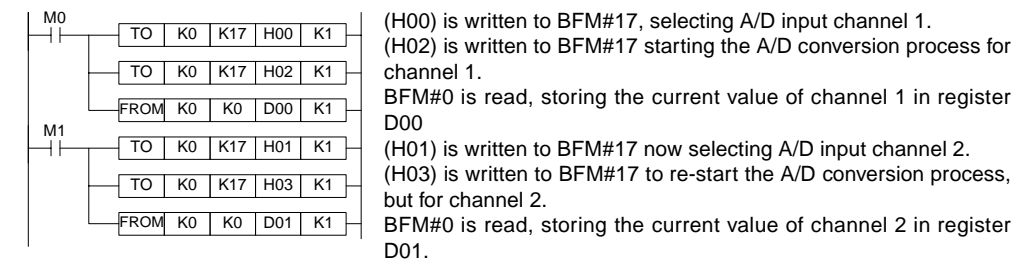 M0
TO K0 K17 H00 K1
TO K0 K17 H02 K1
FROM K0 K0 D00 K1
M1
TO K0 K17 H01 K1
TO K0 K17 H03 K1
FROM K0 K0 D01 K1
(H00) is written to BFM#17, selecting A/D input channel 1.
(H02) is written to BFM#17 starting the A/D conversion process for
channel 1.
BFM#0 is read, storing the current value of channel 1 in register
D00
(H01) is written to BFM#17 now selecting A/D input channel 2.
(H03) is written to BFM#17 to re-start the A/D conversion process,
but for channel 2.
BFM#0 is read, storing the current value of channel 2 in register
D01.